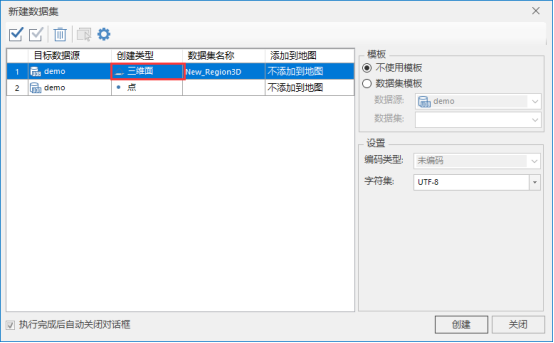 新建数据集
目标数据源 创建类型 数据集名称 添加到地图
1 demo 三维面 New_Region3D 不添加到地图
2 demo 点 不添加到地图
模板
不使用模板
数据集模板
数据源: demo
数据集:
设置
编码类型: 未编码
字符集: UTF-8
执行完成后自动关闭对话框
创建 关闭